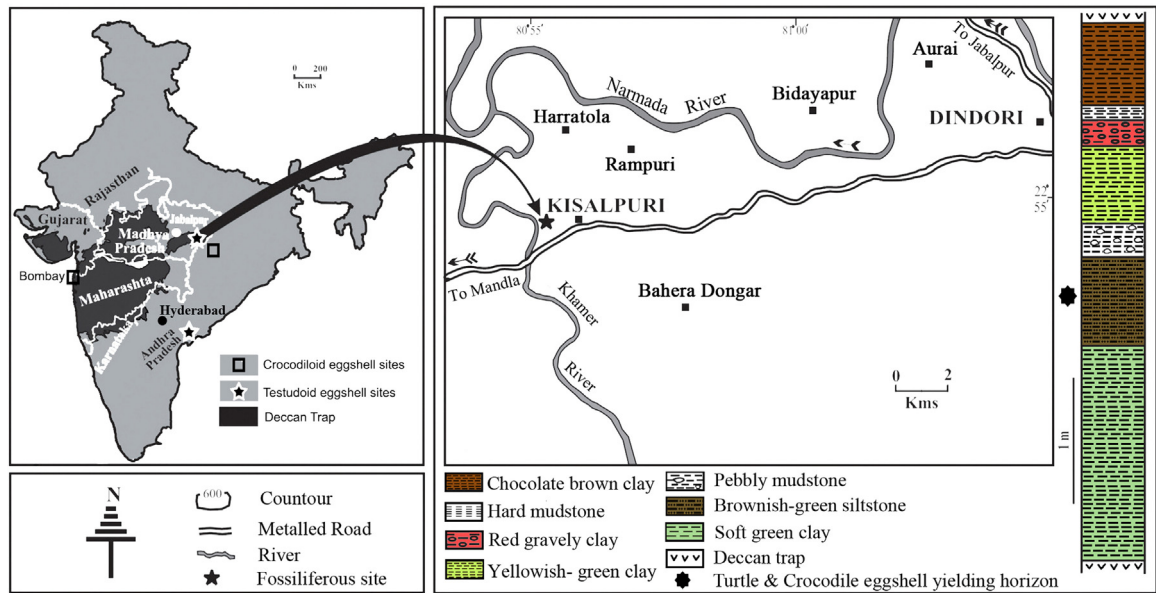 0 200
Kms
Rajasthan
Gujarat
Jabalpur
Madhya
Pradesh
Bombay
Maharashtra
Hyderabad
Karnataka
Andhra
Pradesh
Crocodiloid eggshell sites
Testudoid eggshell sites
Deccan Trap
N
600
Countour
Metalled Road
River
Fossiliferous site
80 55'
81 00'
To Jabalpur
Aurai
Narmada River
Bidayapur
Harratola
DINDORI
Rampuri
22
55'
KISALPURI
To Mandla
Khamer
River
Bahera Dongar
0 2
Kms
1 m
Chocolate brown clay
Hard mudstone
Red gravely clay
Yellowish- green clay
Pebbly mudstone
Brownish-green siltstone
Soft green clay
Deccan trap
Turtle & Crocodile eggshell yielding horizon